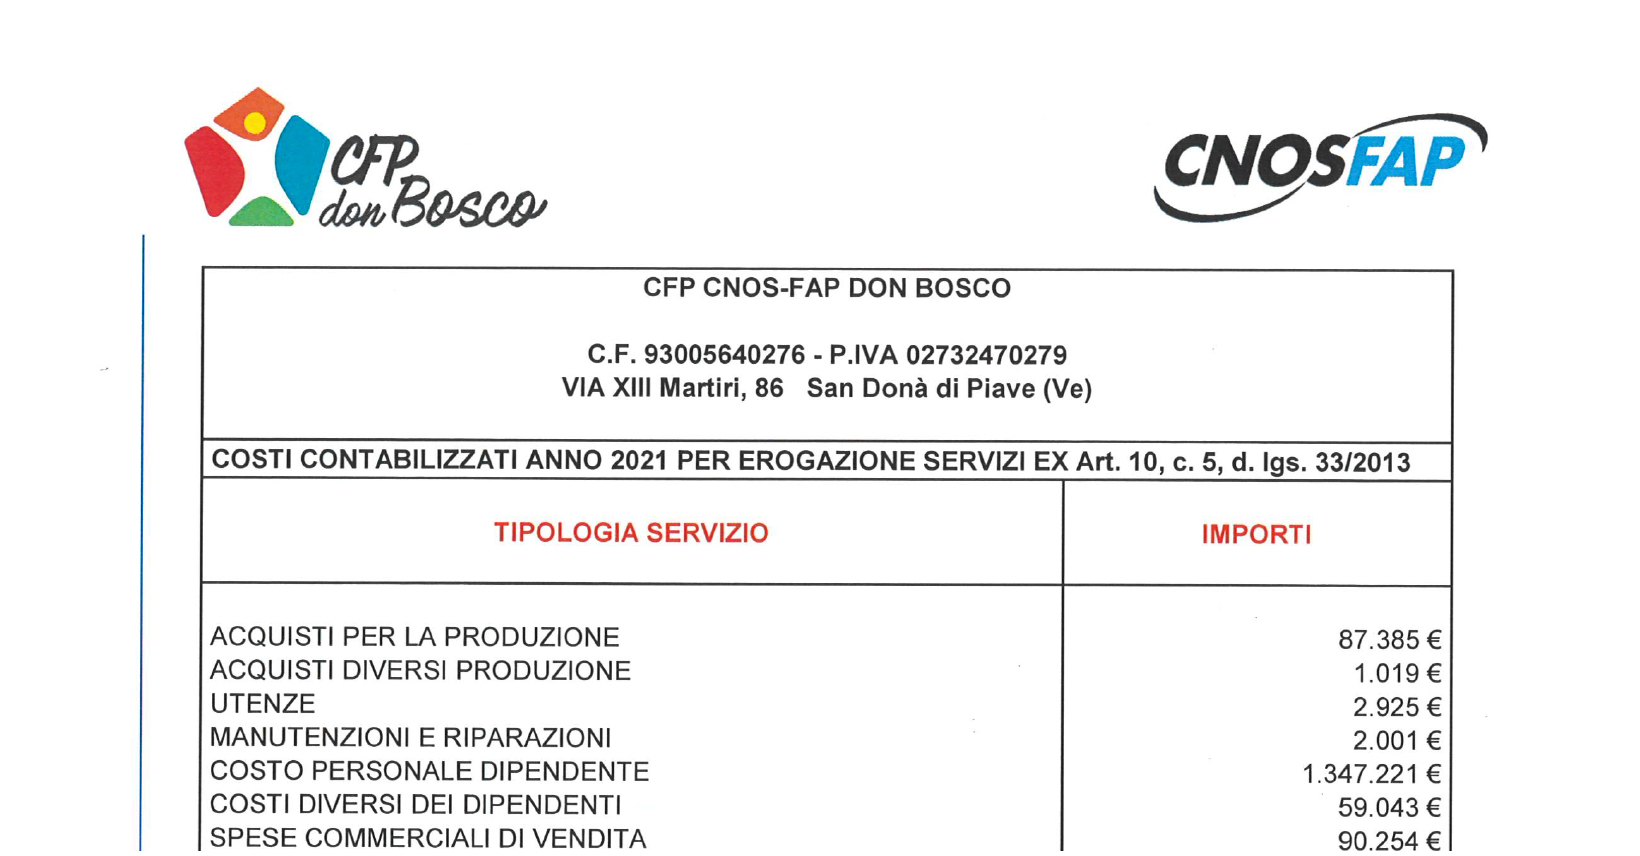 CFP
don Bosco
CNOSFAP
CFP CNOS-FAP DON BOSCO
C.F. 93005640276 - P.IVA 02732470279
VIA XIII Martiri, 86 San Donà di Piave (Ve)
COSTI CONTABILIZZATI ANNO 2021 PER EROGAZIONE SERVIZI EX Art. 10, c. 5, d. lgs. 33/2013
TIPOLOGIA SERVIZIO IMPORTI
ACQUISTI PER LA PRODUZIONE 87.385 €
ACQUISTI DIVERSI PRODUZIONE 1.019 €
UTENZE 2.925 €
MANUTENZIONI E RIPARAZIONI 2.001 €
COSTO PERSONALE DIPENDENTE 1.347.221 €
COSTI DIVERSI DEI DIPENDENTI 59.043 €
SPESE COMMERCIALI DI VENDITA 90.254 €